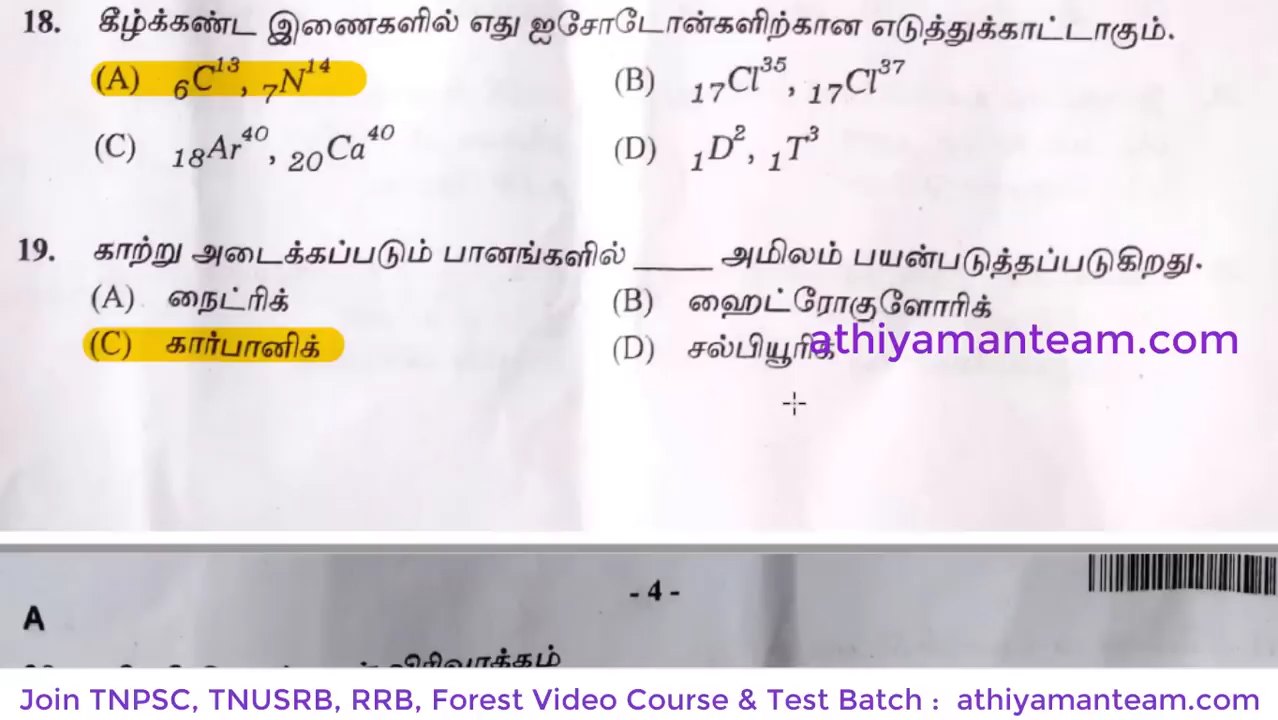 18. கீழ்க்கண்ட இணைகளில் எது ஐசோடோன்களிற்கான எடுத்துக்காட்டாகும்.
(A) ₆C¹³, ₇N¹⁴ (B) ₁₇Cl³⁵, ₁₇Cl³⁷
(C) ₁₈Ar⁴⁰, ₂₀Ca⁴⁰ (D) ₁D², ₁T³
19. காற்று அடைக்கப்படும் பானங்களில் _____ அமிலம் பயன்படுத்தப்படுகிறது.
(A) நைட்ரிக் (B) ஹைட்ரோகுளோரிக்
(C) கார்பானிக் (D) சல்பியூரிக்
athiyamanteam.com
- 4 -
A
Join TNPSC, TNUSRB, RRB, Forest Video Course & Test Batch : athiyamanteam.com